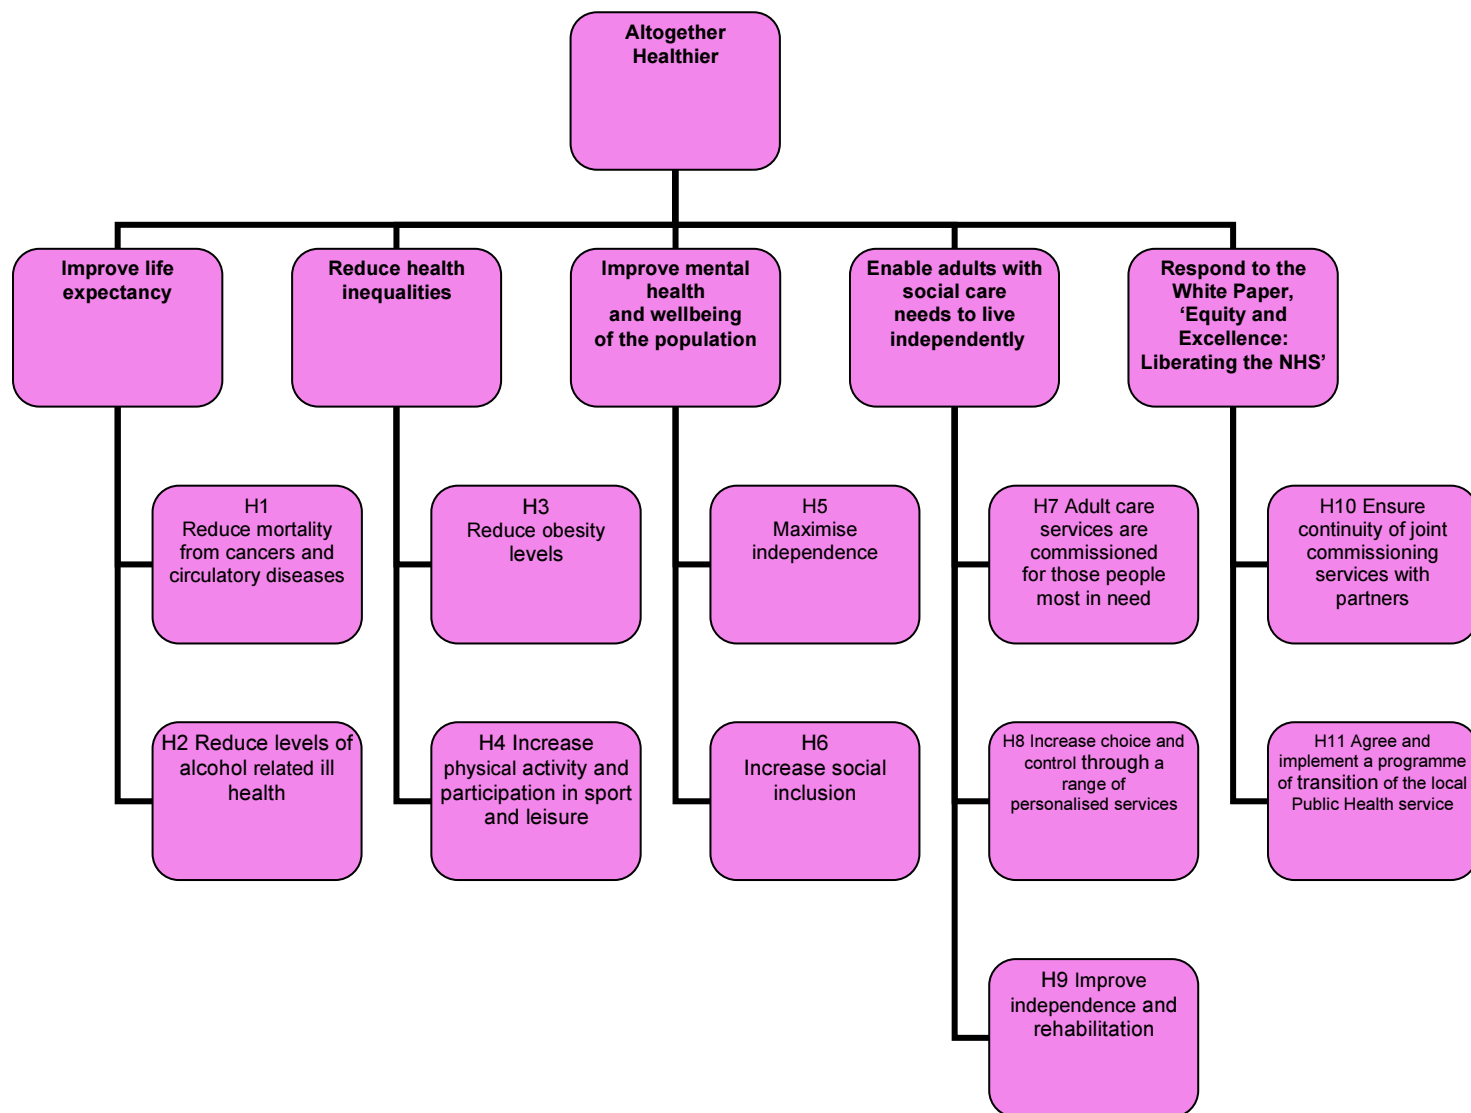 Altogether
Healthier
Improve life
expectancy
Reduce health
inequalities
Improve mental
health
and wellbeing
of the population
Enable adults with
social care
needs to live
independently
Respond to the
White Paper,
‘Equity and
Excellence:
Liberating the NHS’
H1
Reduce mortality
from cancers and
circulatory diseases
H3
Reduce obesity
levels
H5
Maximise
independence
H7 Adult care
services are
commissioned
for those people
most in need
H10 Ensure
continuity of joint
commissioning
services with
partners
H2 Reduce levels of
alcohol related ill
health
H4 Increase
physical activity and
participation in sport
and leisure
H6
Increase social
inclusion
H8 Increase choice and
control through a
range of
personalised services
H11 Agree and
implement a programme
of transition of the local
Public Health service
H9 Improve
independence and
rehabilitation